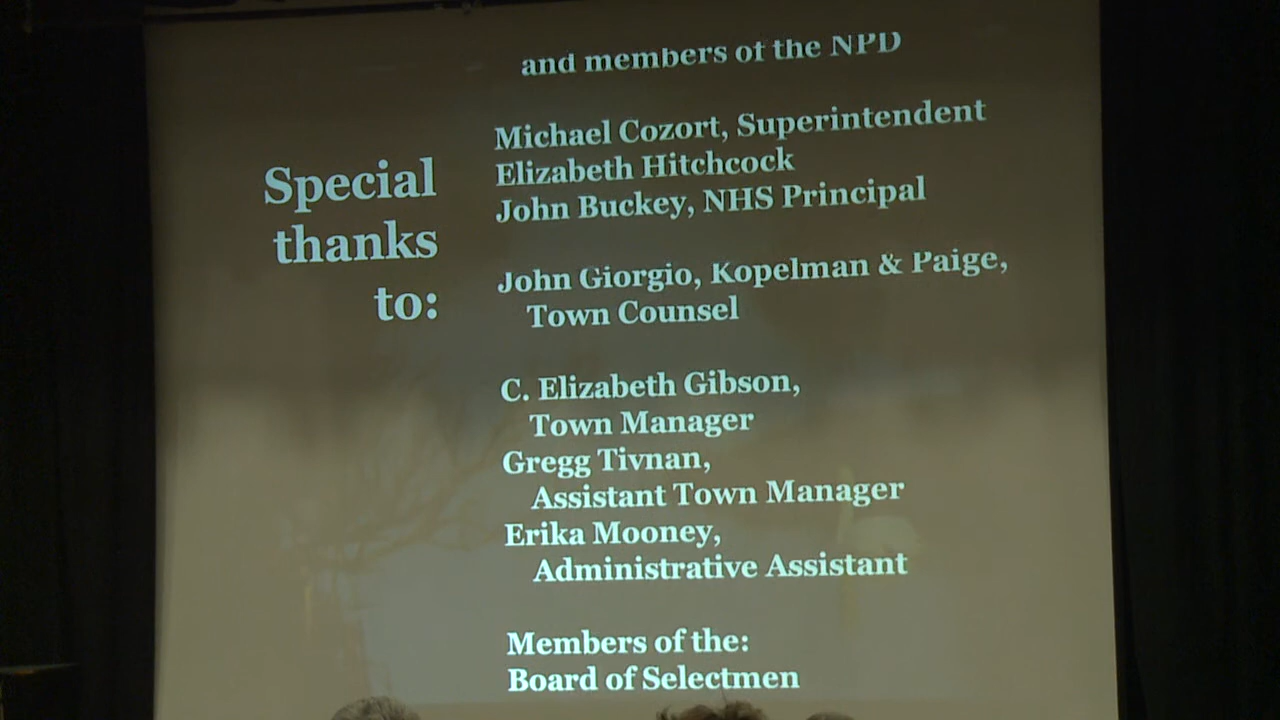 and members of the NPD
Michael Cozort, Superintendent
Elizabeth Hitchcock
John Buckey, NHS Principal
Special
thanks
to:
John Giorgio, Kopelman & Paige,
Town Counsel
C. Elizabeth Gibson,
Town Manager
Gregg Tivnan,
Assistant Town Manager
Erika Mooney,
Administrative Assistant
Members of the:
Board of Selectmen